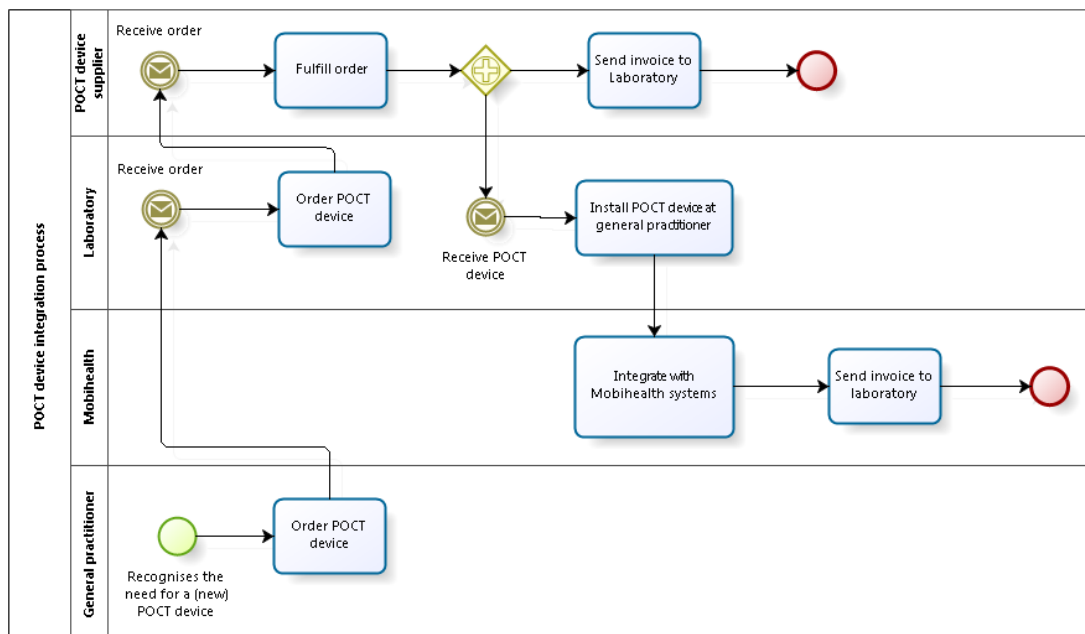 POCT device integration process
POCT device
supplier
Receive order
Fulfill order
Send invoice to
Laboratory
Laboratory
Receive order
Order POCT
device
Receive POCT
device
Install POCT device at
general practitioner
Mobihealth
Integrate with
Mobihealth systems
Send invoice to
laboratory
General practitioner
Recognises the
need for a (new)
POCT device
Order POCT
device